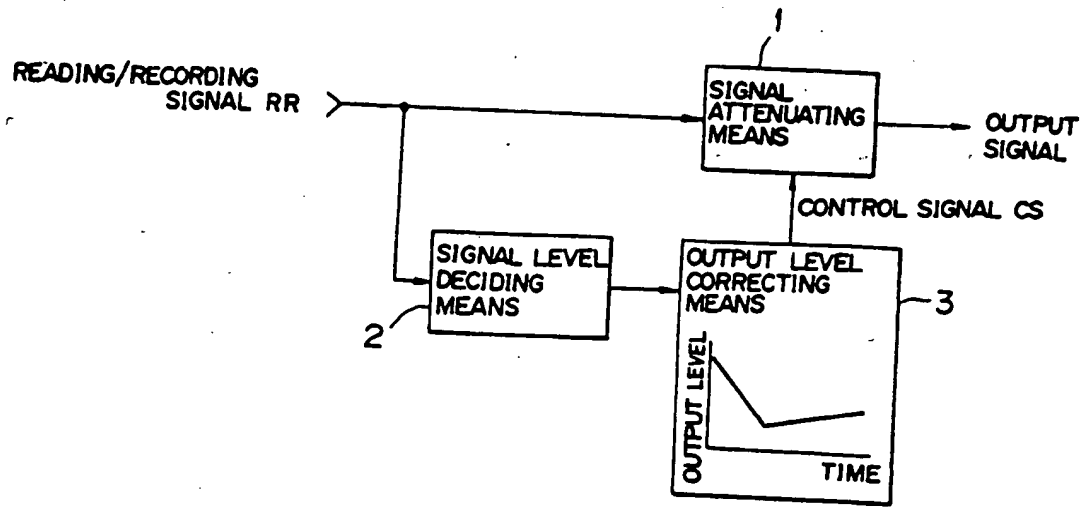 1
READING/RECORDING
SIGNAL RR
SIGNAL
ATTENUATING
MEANS
OUTPUT
SIGNAL
CONTROL SIGNAL CS
SIGNAL LEVEL
DECIDING
MEANS
2
OUTPUT LEVEL
CORRECTING
MEANS
3
OUTPUT LEVEL
TIME